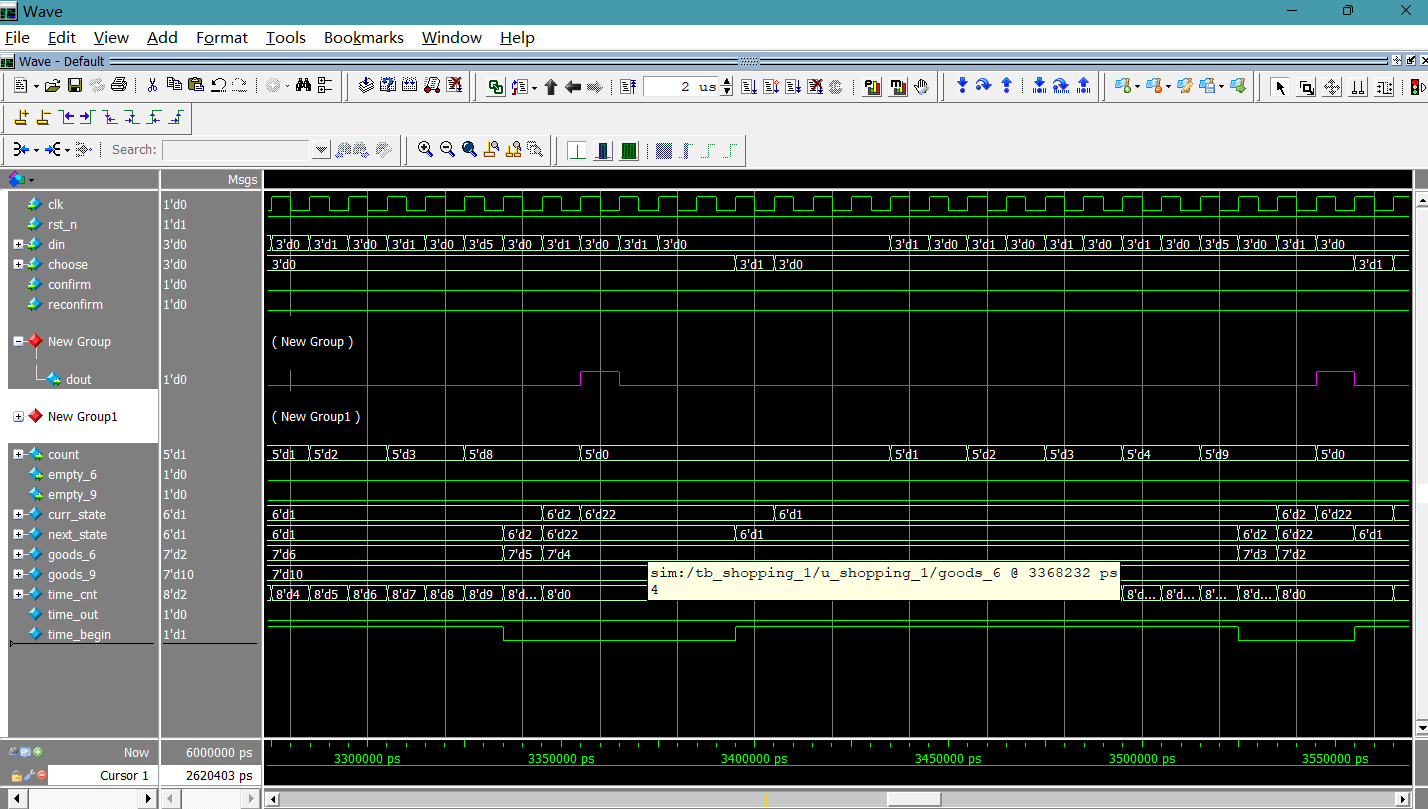 Wave
File Edit View Add Format Tools Bookmarks Window Help
Wave - Default
2 us
Search:
Msgs
clk 1'd0
rst_n 1'd1
din 3'd0 3'd0 3'd1 3'd0 3'd1 3'd0 3'd5 3'd0 3'd1 3'd0 3'd1 3'd0 3'd1 3'd0 3'd1 3'd0 3'd1 3'd0 3'd1 3'd0 3'd5 3'd0 3'd1 3'd0
choose 3'd0 3'd0 3'd1 3'd0 3'd1
confirm 1'd0
reconfirm 1'd0
New Group ( New Group )
dout 1'd0
New Group1 ( New Group1 )
count 5'd1 5'd1 5'd2 5'd3 5'd8 5'd0 5'd1 5'd2 5'd3 5'd4 5'd9 5'd0
empty_6 1'd0
empty_9 1'd0
curr_state 6'd1 6'd1 6'd2 6'd22 6'd1 6'd2 6'd22
next_state 6'd1 6'd1 6'd2 6'd22 6'd1 6'd2 6'd22 6'd1
goods_6 7'd2 7'd6 7'd5 7'd4 7'd3 7'd2
goods_9 7'd10 7'd10
sim:/tb_shopping_1/u_shopping_1/goods_6 @ 3368232 ps
4
time_cnt 8'd2 8'd4 8'd5 8'd6 8'd7 8'd8 8'd9 8'd... 8'd0 8'd... 8'd... 8'... 8'd... 8'd0
time_out 1'd0
time_begin 1'd1
Now 6000000 ps
3300000 ps 3350000 ps 3400000 ps 3450000 ps 3500000 ps 3550000 ps
Cursor 1 2620403 ps